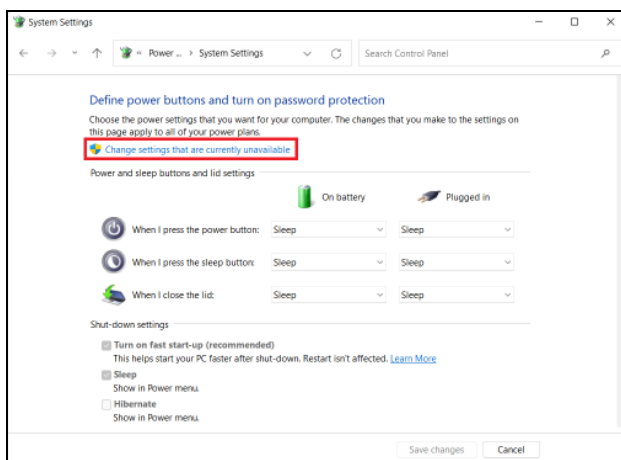 System Settings
« Power ... › System Settings
Search Control Panel
Define power buttons and turn on password protection
Choose the power settings that you want for your computer. The changes that you make to the settings on
this page apply to all of your power plans.
Change settings that are currently unavailable
Power and sleep buttons and lid settings
On battery Plugged in
When I press the power button: Sleep Sleep
When I press the sleep button: Sleep Sleep
When I close the lid: Sleep Sleep
Shut-down settings
Turn on fast start-up (recommended)
This helps start your PC faster after shut-down. Restart isn't affected. Learn More
Sleep
Show in Power menu.
Hibernate
Show in Power menu.
Save changes Cancel